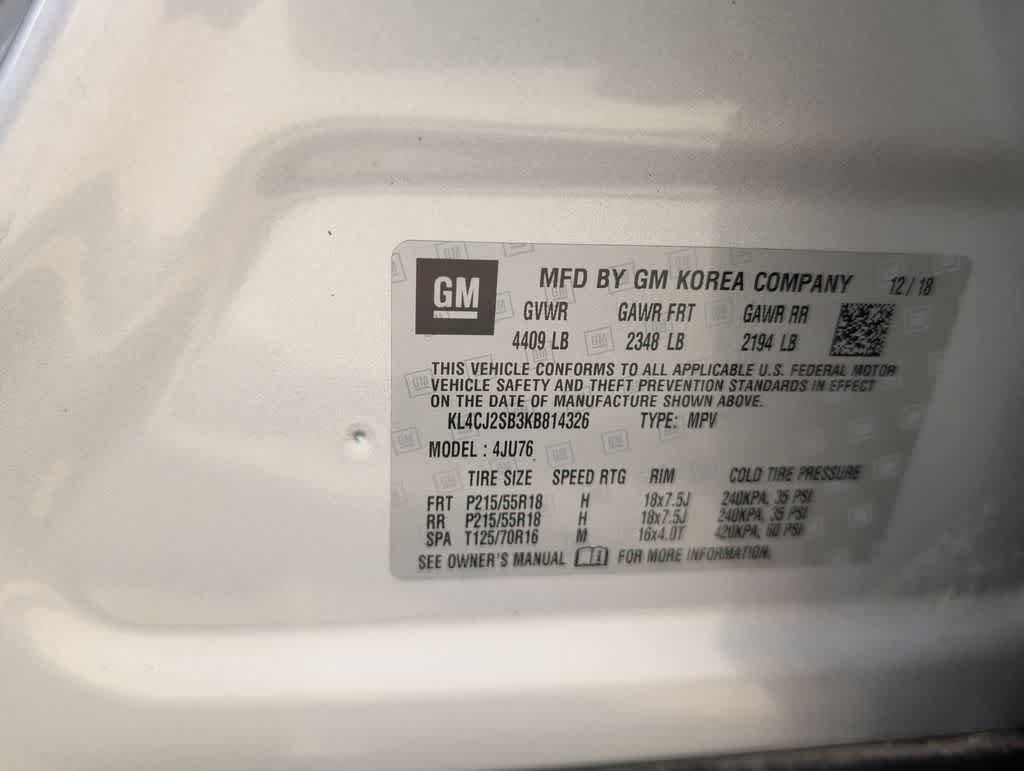 GM
MFD BY GM KOREA COMPANY 12/18
GVWR GAWR FRT GAWR RR
4409 LB 2348 LB 2194 LB
THIS VEHICLE CONFORMS TO ALL APPLICABLE U.S. FEDERAL MOTOR
VEHICLE SAFETY AND THEFT PREVENTION STANDARDS IN EFFECT
ON THE DATE OF MANUFACTURE SHOWN ABOVE.
KL4CJ2SB3KB814326 TYPE: MPV
MODEL : 4JU76
TIRE SIZE SPEED RTG RIM COLD TIRE PRESSURE
FRT P215/55R18 H 18x7.5J 240KPA, 35 PSI
RR P215/55R18 H 18x7.5J 240KPA, 35 PSI
SPA T125/70R16 M 16x4.0T 420KPA, 60 PSI
SEE OWNER'S MANUAL FOR MORE INFORMATION.